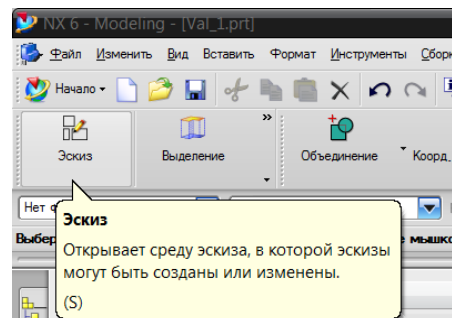 NX 6 - Modeling - [Val_1.prt]
Файл Изменить Вид Вставить Формат Инструменты Сборк
Начало
Эскиз Выделение Объединение Коорд.
Нет ф
Эскиз
Выбер мышко
Открывает среду эскиза, в которой эскизы
могут быть созданы или изменены.
(S)